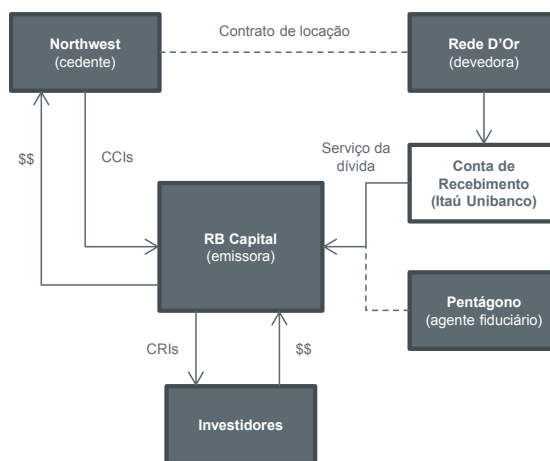 Northwest
(cedente)
Contrato de locação
Rede D'Or
(devedora)
$$
CCIs
Serviço da
dívida
Conta de
Recebimento
(Itaú Unibanco)
RB Capital
(emissora)
Pentágono
(agente fiduciário)
CRIs
$$
Investidores